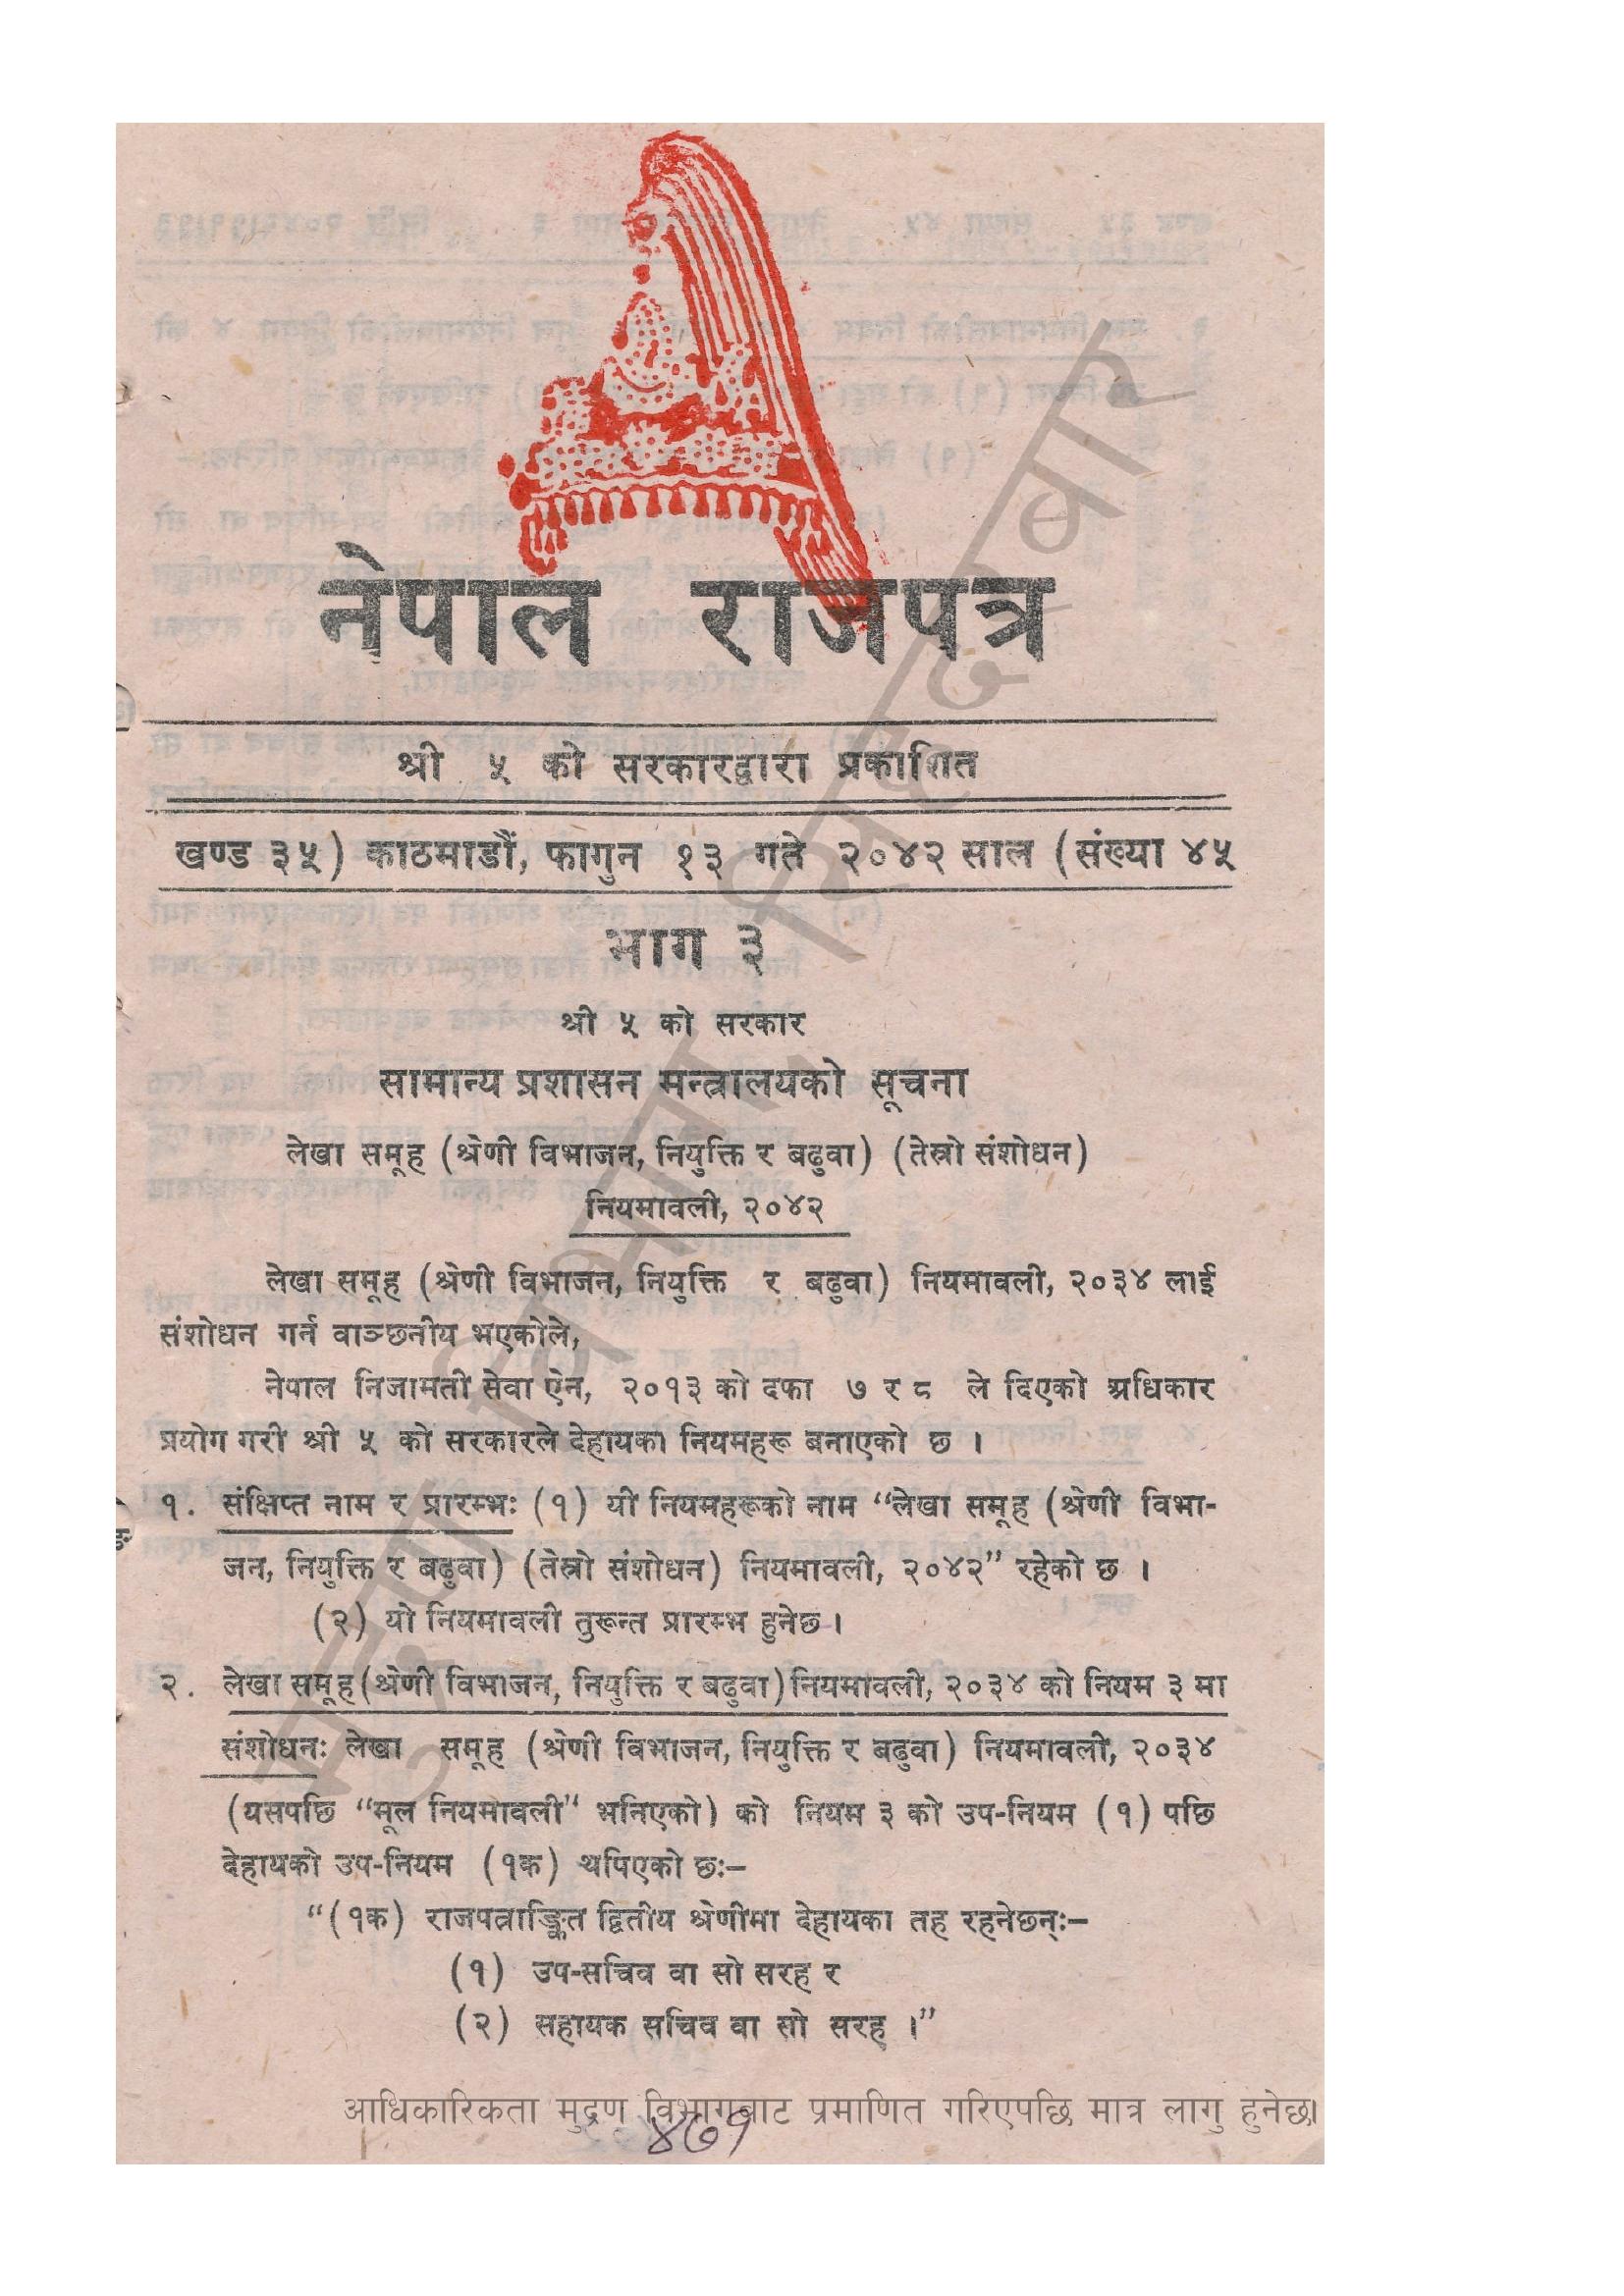 नेपाल राजपत्र
श्री ५ को सरकारद्वारा प्रकाशित
खण्ड ३५) काठमाडौं, फागुन १३ गते २०४२ साल (संख्या ४५
भाग ३
श्री ५ को सरकार
सामान्य प्रशासन मन्त्रालयको सूचना
लेखा समूह (श्रेणी विभाजन, नियुक्ति र बढुवा) (तेस्रो संशोधन)
नियमावली, २०४२
लेखा समूह (श्रेणी विभाजन, नियुक्ति र बढुवा) नियमावली, २०३४ लाई
संशोधन गर्न वाञ्छनीय भएकोले,
नेपाल निजामती सेवा ऐन, २०१३ को दफा ७ र ८ ले दिएको अधिकार
प्रयोग गरी श्री ५ को सरकारले देहायका नियमहरू बनाएको छ ।
१. संक्षिप्त नाम र प्रारम्भः (१) यी नियमहरूको नाम “लेखा समूह (श्रेणी विभा-
जन, नियुक्ति र बढुवा) (तेस्रो संशोधन) नियमावली, २०४२” रहेको छ ।
(२) यो नियमावली तुरून्त प्रारम्भ हुनेछ ।
२. लेखा समूह (श्रेणी विभाजन, नियुक्ति र बढुवा) नियमावली, २०३४ को नियम ३ मा
संशोधनः लेखा समूह (श्रेणी विभाजन, नियुक्ति र बढुवा) नियमावली, २०३४
(यसपछि “मूल नियमावली” भनिएको) को नियम ३ को उप-नियम (१) पछि
देहायको उप-नियम (१क) थपिएको छः–
“(१क) राजपत्राङ्कित द्वितीय श्रेणीमा देहायका तह रहनेछन्ः–
(१) उप-सचिव वा सो सरह र
(२) सहायक सचिव वा सो सरह ।”
आधिकारिकता मुद्रण विभागबाट प्रमाणित गरिएपछि मात्र लागु हुनेछ।
४७१
मुद्रण विभाग, सिंहदरबार